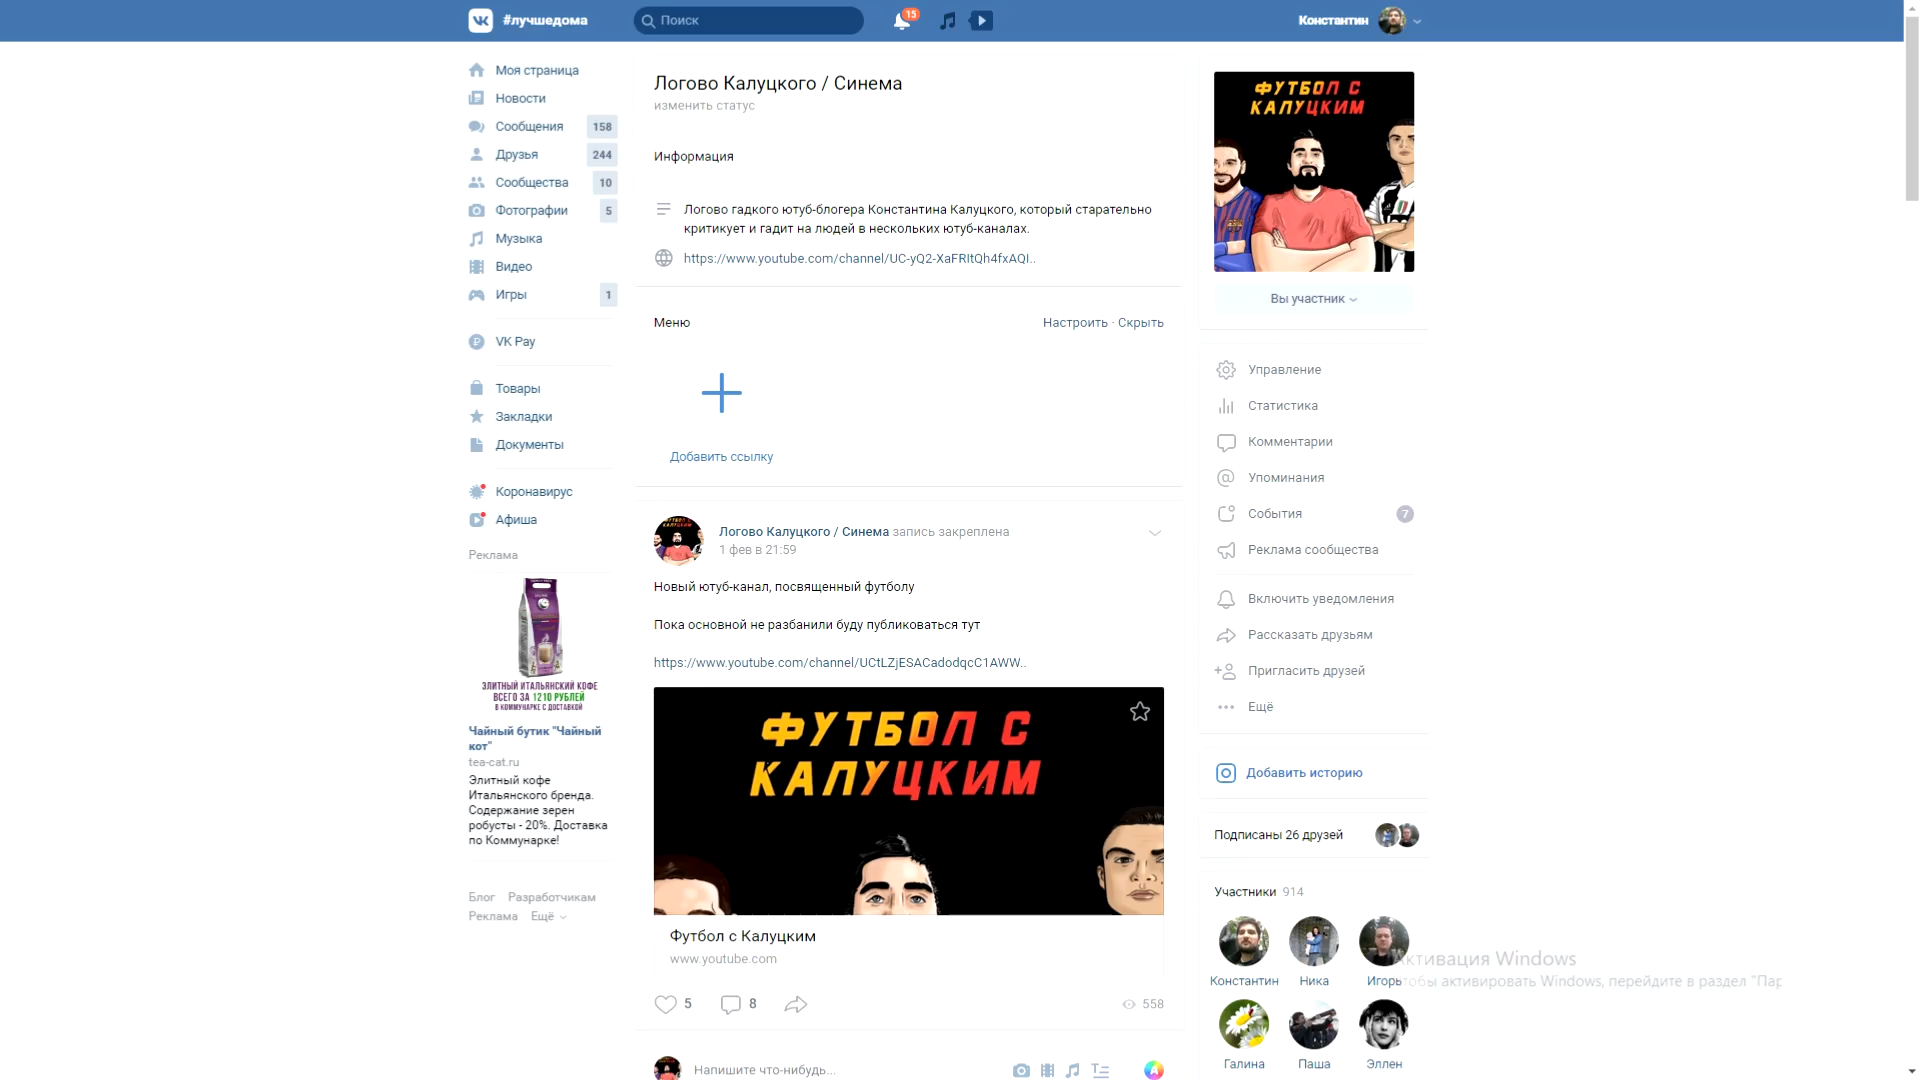 #лучшедома
Поиск
15
Константин
Моя страница
Новости
Сообщения 158
Друзья 244
Сообщества 10
Фотографии 5
Музыка
Видео
Игры 1
VK Pay
Товары
Закладки
Документы
Коронавирус
Афиша
Реклама
ЭЛИТНЫЙ ИТАЛЬЯНСКИЙ КОФЕ
ВСЕГО ЗА 1210 РУБЛЕЙ
В КОММУНАРКЕ С ДОСТАВКОЙ
Чайный бутик "Чайный
кот"
tea-cat.ru
Элитный кофе
Итальянского бренда.
Содержание зерен
робусты - 20%. Доставка
по Коммунарке!
Блог Разработчикам
Реклама Ещё
Логово Калуцкого / Синема
изменить статус
Информация
Логово гадкого ютуб-блогера Константина Калуцкого, который старательно
критикует и гадит на людей в нескольких ютуб-каналах.
https://www.youtube.com/channel/UC-yQ2-XaFRItQh4fxAQI..
Меню
Настроить · Скрыть
Добавить ссылку
Логово Калуцкого / Синема запись закреплена
1 фев в 21:59
Новый ютуб-канал, посвященный футболу
Пока основной не разбанили буду публиковаться тут
https://www.youtube.com/channel/UCtLZjESACadodqcC1AWW..
ФУТБОЛ С
КАЛУЦКИМ
Футбол с Калуцким
www.youtube.com
5 8 558
Напишите что-нибудь...
ФУТБОЛ С
КАЛУЦКИМ
Вы участник
Управление
Статистика
Комментарии
Упоминания
События 7
Реклама сообщества
Включить уведомления
Рассказать друзьям
Пригласить друзей
Ещё
Добавить историю
Подписаны 26 друзей
Участники 914
Константин Ника Игорь
Галина Паша Эллен
Активация Windows
Чтобы активировать Windows, перейдите в раздел "Пар